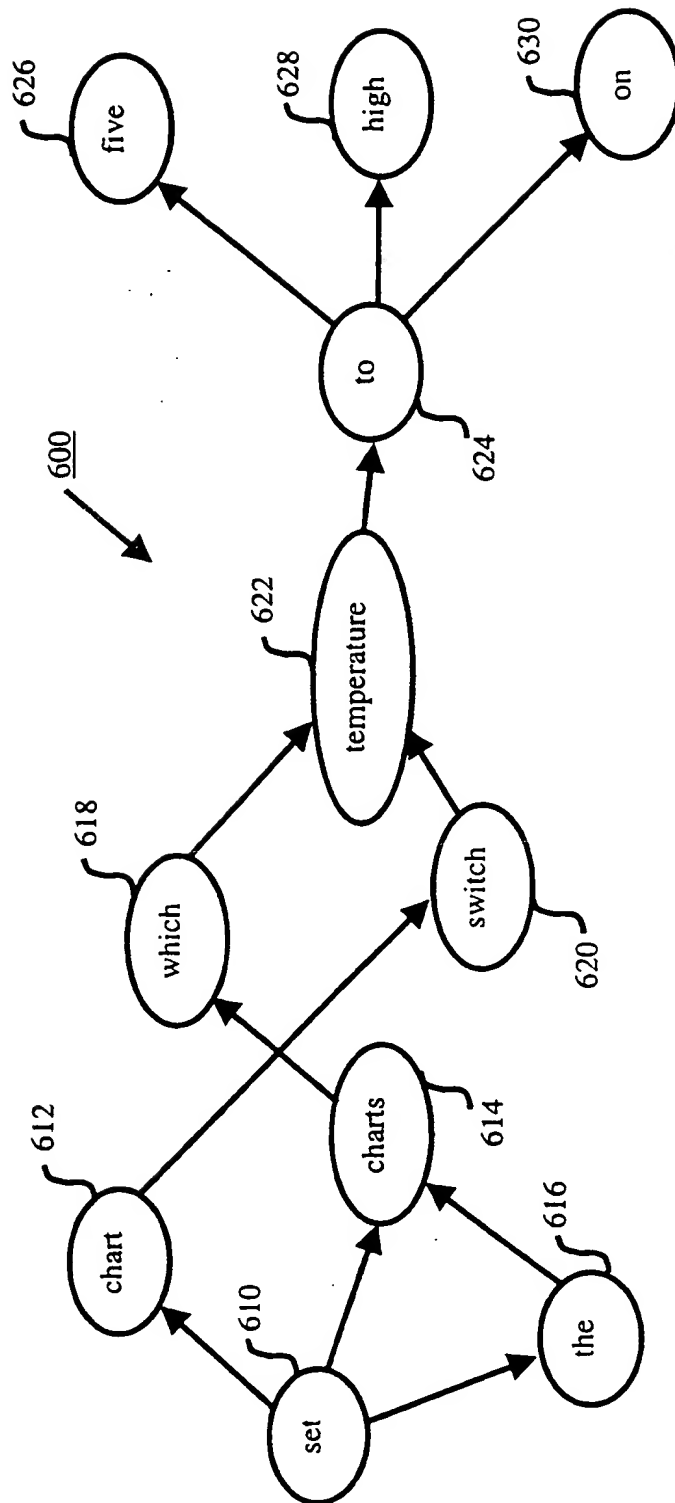 600
set
610
chart
612
charts
614
the
616
which
618
switch
620
temperature
622
to
624
five
626
high
628
on
630